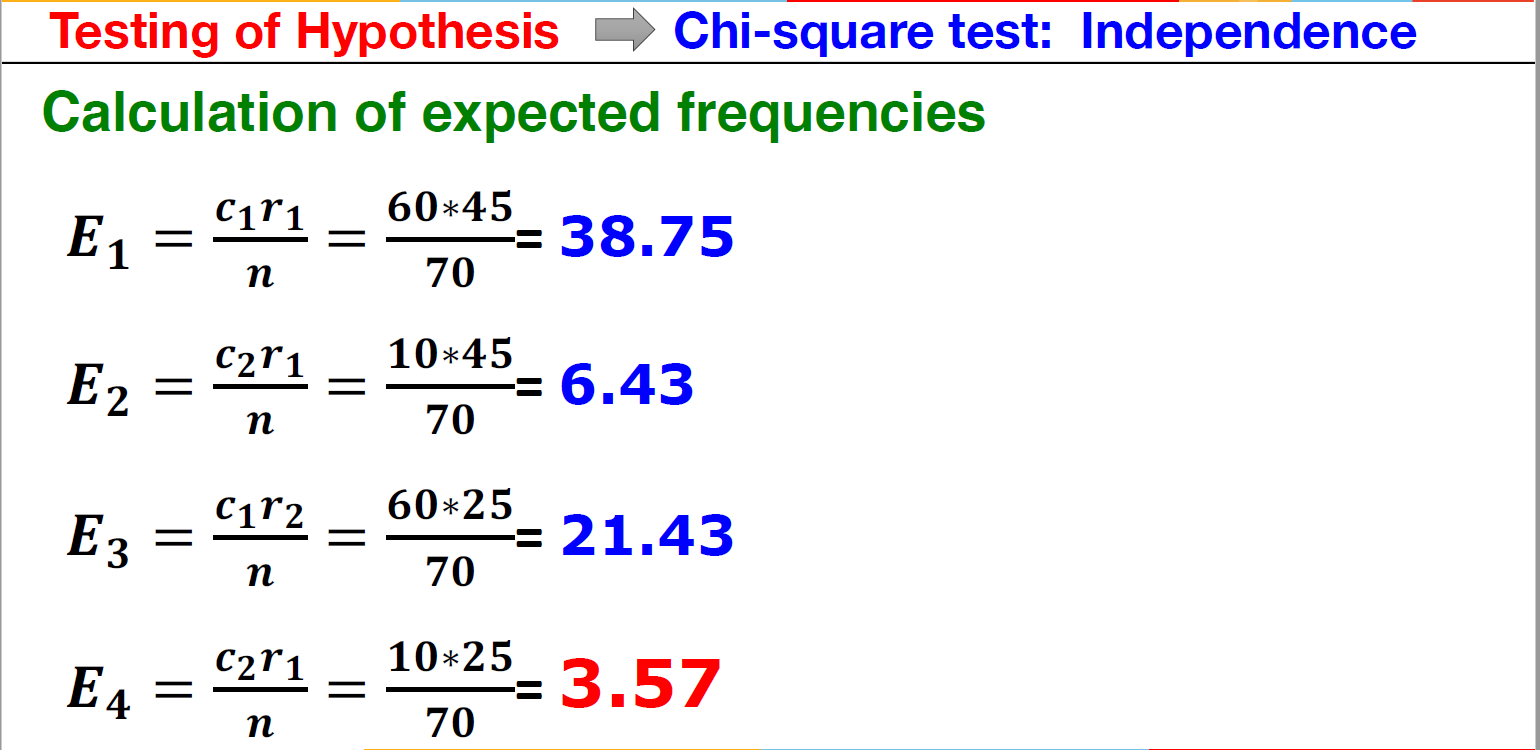 Testing of Hypothesis Chi-square test: Independence
Calculation of expected frequencies
E₁ = c₁r₁/n = 60*45/70 = 38.75
E₂ = c₂r₁/n = 10*45/70 = 6.43
E₃ = c₁r₂/n = 60*25/70 = 21.43
E₄ = c₂r₁/n = 10*25/70 = 3.57